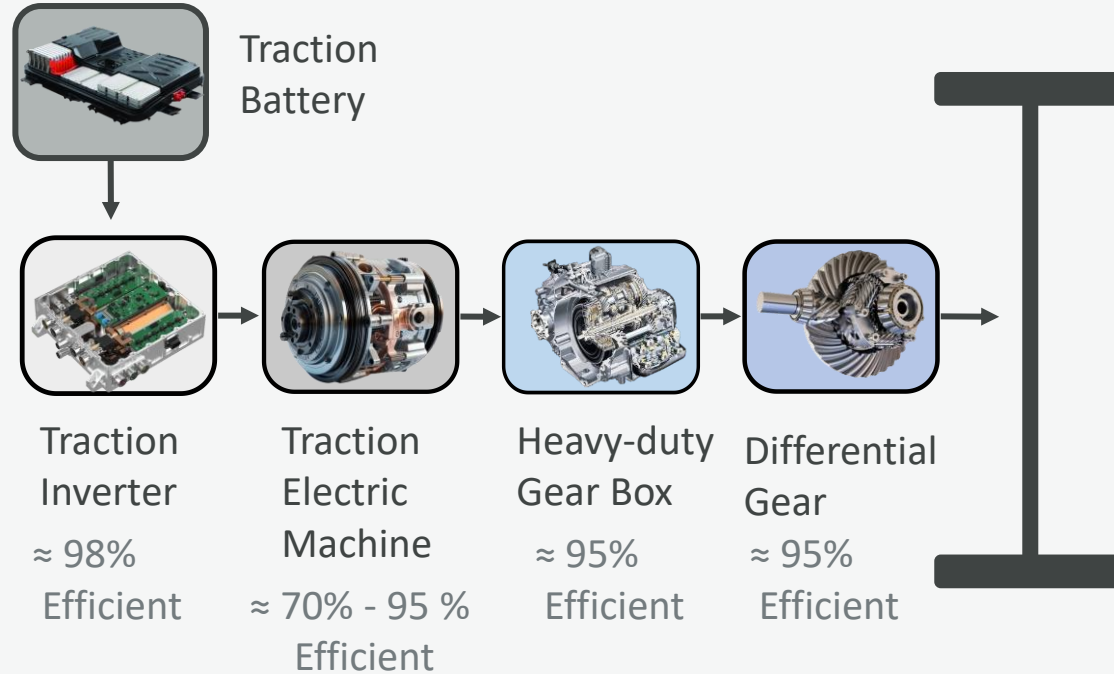 Traction
Battery
Traction
Inverter
≈ 98%
Efficient
Traction
Electric
Machine
≈ 70% - 95 %
Efficient
Heavy-duty
Gear Box
≈ 95%
Efficient
Differential
Gear
≈ 95%
Efficient